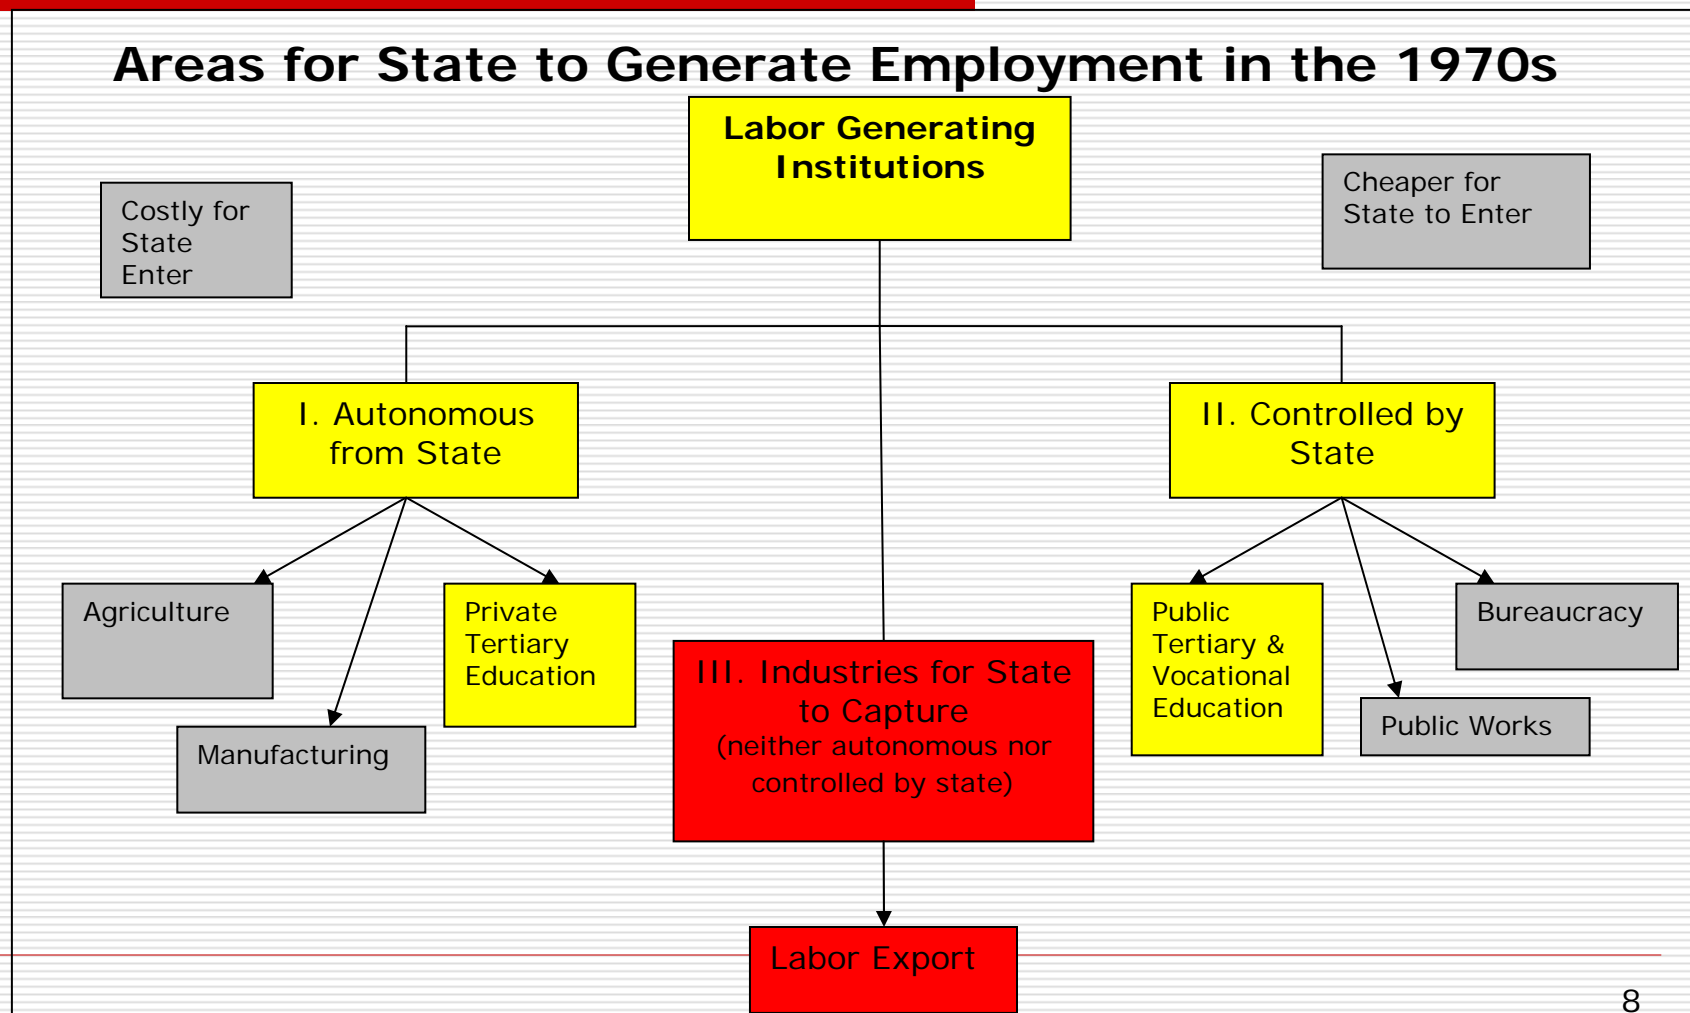 Areas for State to Generate Employment in the 1970s
Labor Generating
Institutions
Costly for
State
Enter
Cheaper for
State to Enter
I. Autonomous
from State
II. Controlled by
State
Agriculture
Manufacturing
Private
Tertiary
Education
III. Industries for State
to Capture
(neither autonomous nor
controlled by state)
Public
Tertiary &
Vocational
Education
Public Works
Bureaucracy
Labor Export
8